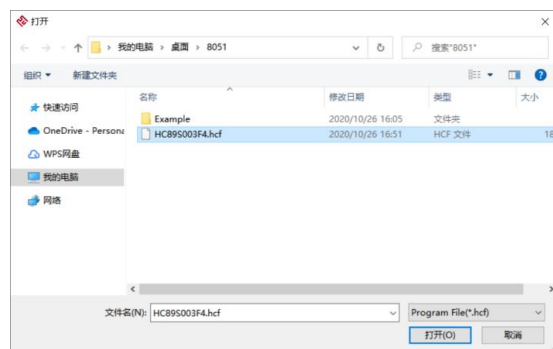 打开
我的电脑 › 桌面 › 8051
搜索"8051"
组织 新建文件夹
名称 修改日期 类型 大小
快速访问
OneDrive - Persona
WPS网盘
我的电脑
网络
Example 2020/10/26 16:05 文件夹
HC89S003F4.hcf 2020/10/26 16:51 HCF 文件 18
文件名(N): HC89S003F4.hcf Program File(*.hcf)
打开(O) 取消